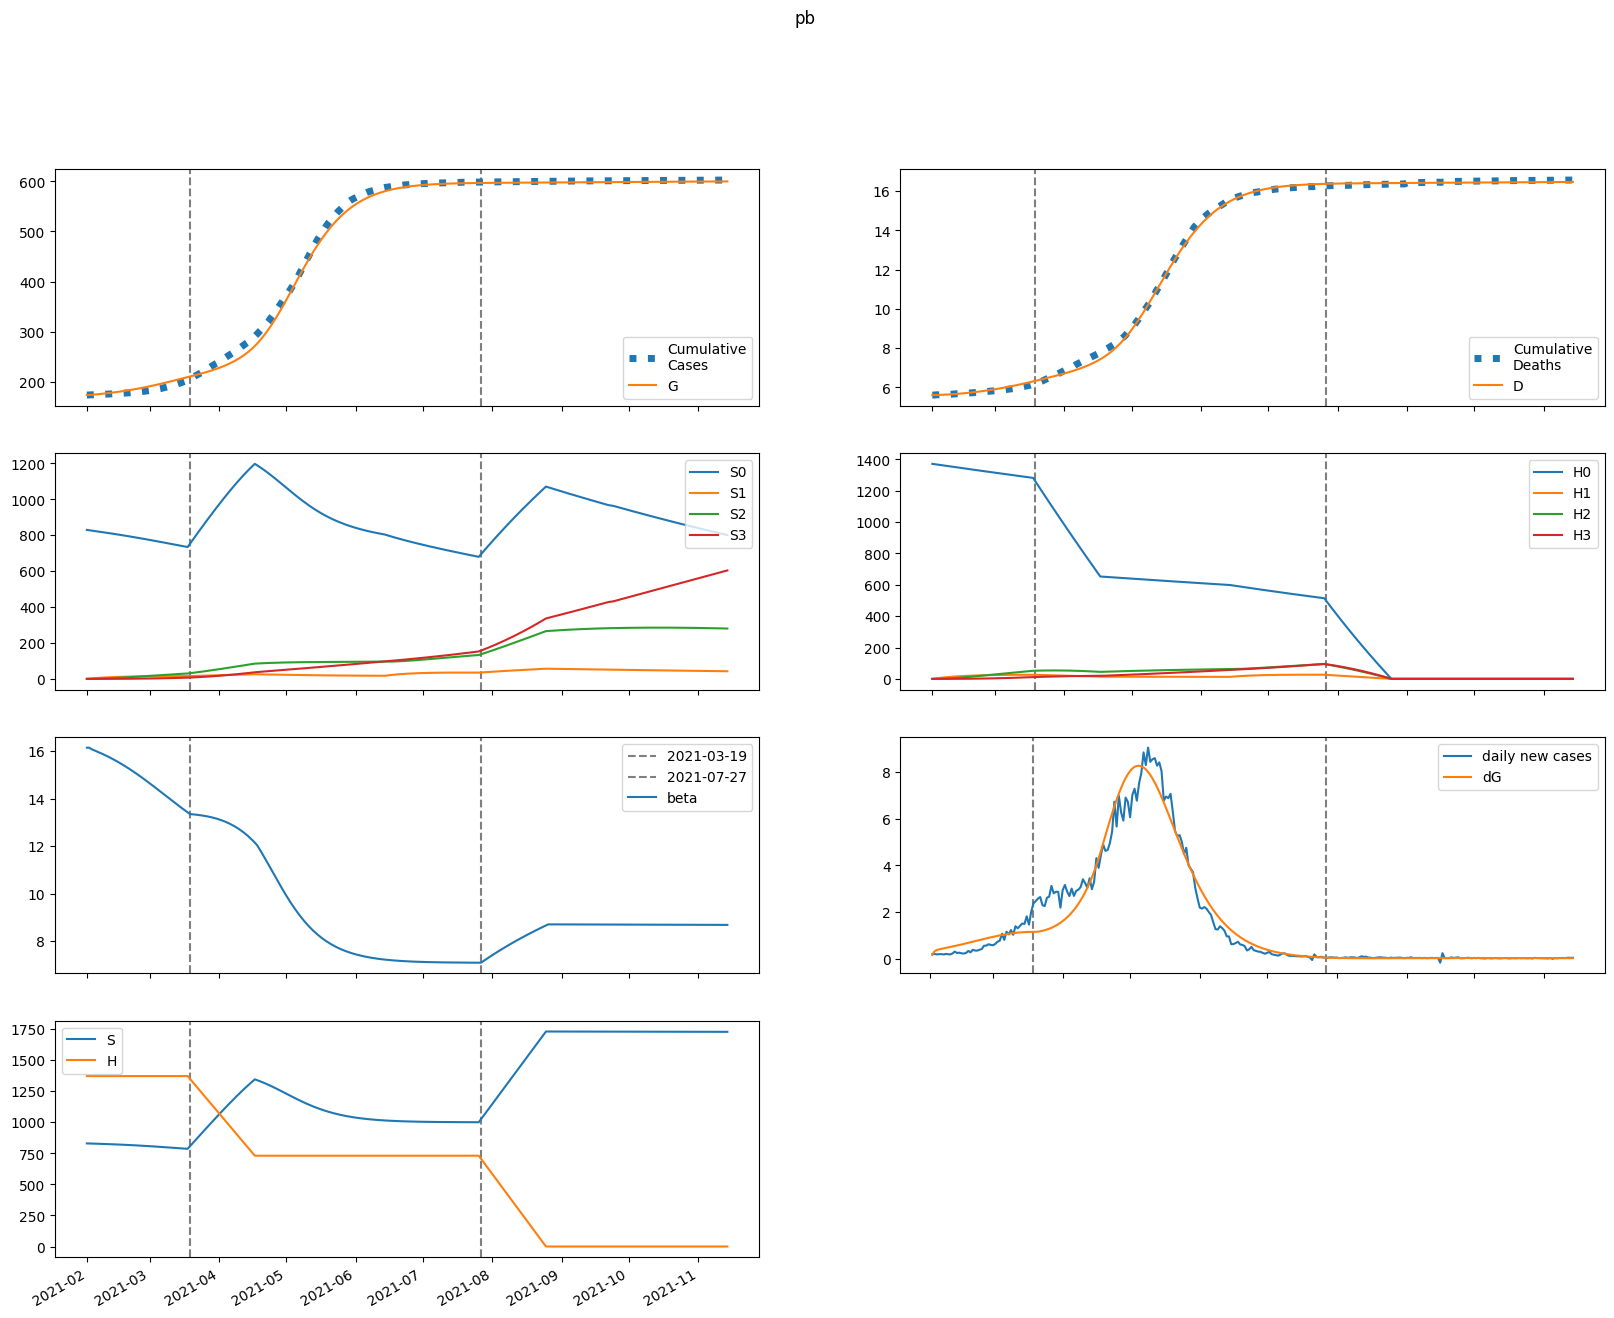 pb
600
500
400
300
200
Cumulative
Cases
G
16
14
12
10
8
6
Cumulative
Deaths
D
1200
1000
800
600
400
200
0
S0
S1
S2
S3
1400
1200
1000
800
600
400
200
0
H0
H1
H2
H3
16
14
12
10
8
2021-03-19
2021-07-27
beta
8
6
4
2
0
daily new cases
dG
1750
1500
1250
1000
750
500
250
0
S
H
2021-02
2021-03
2021-04
2021-05
2021-06
2021-07
2021-08
2021-09
2021-10
2021-11